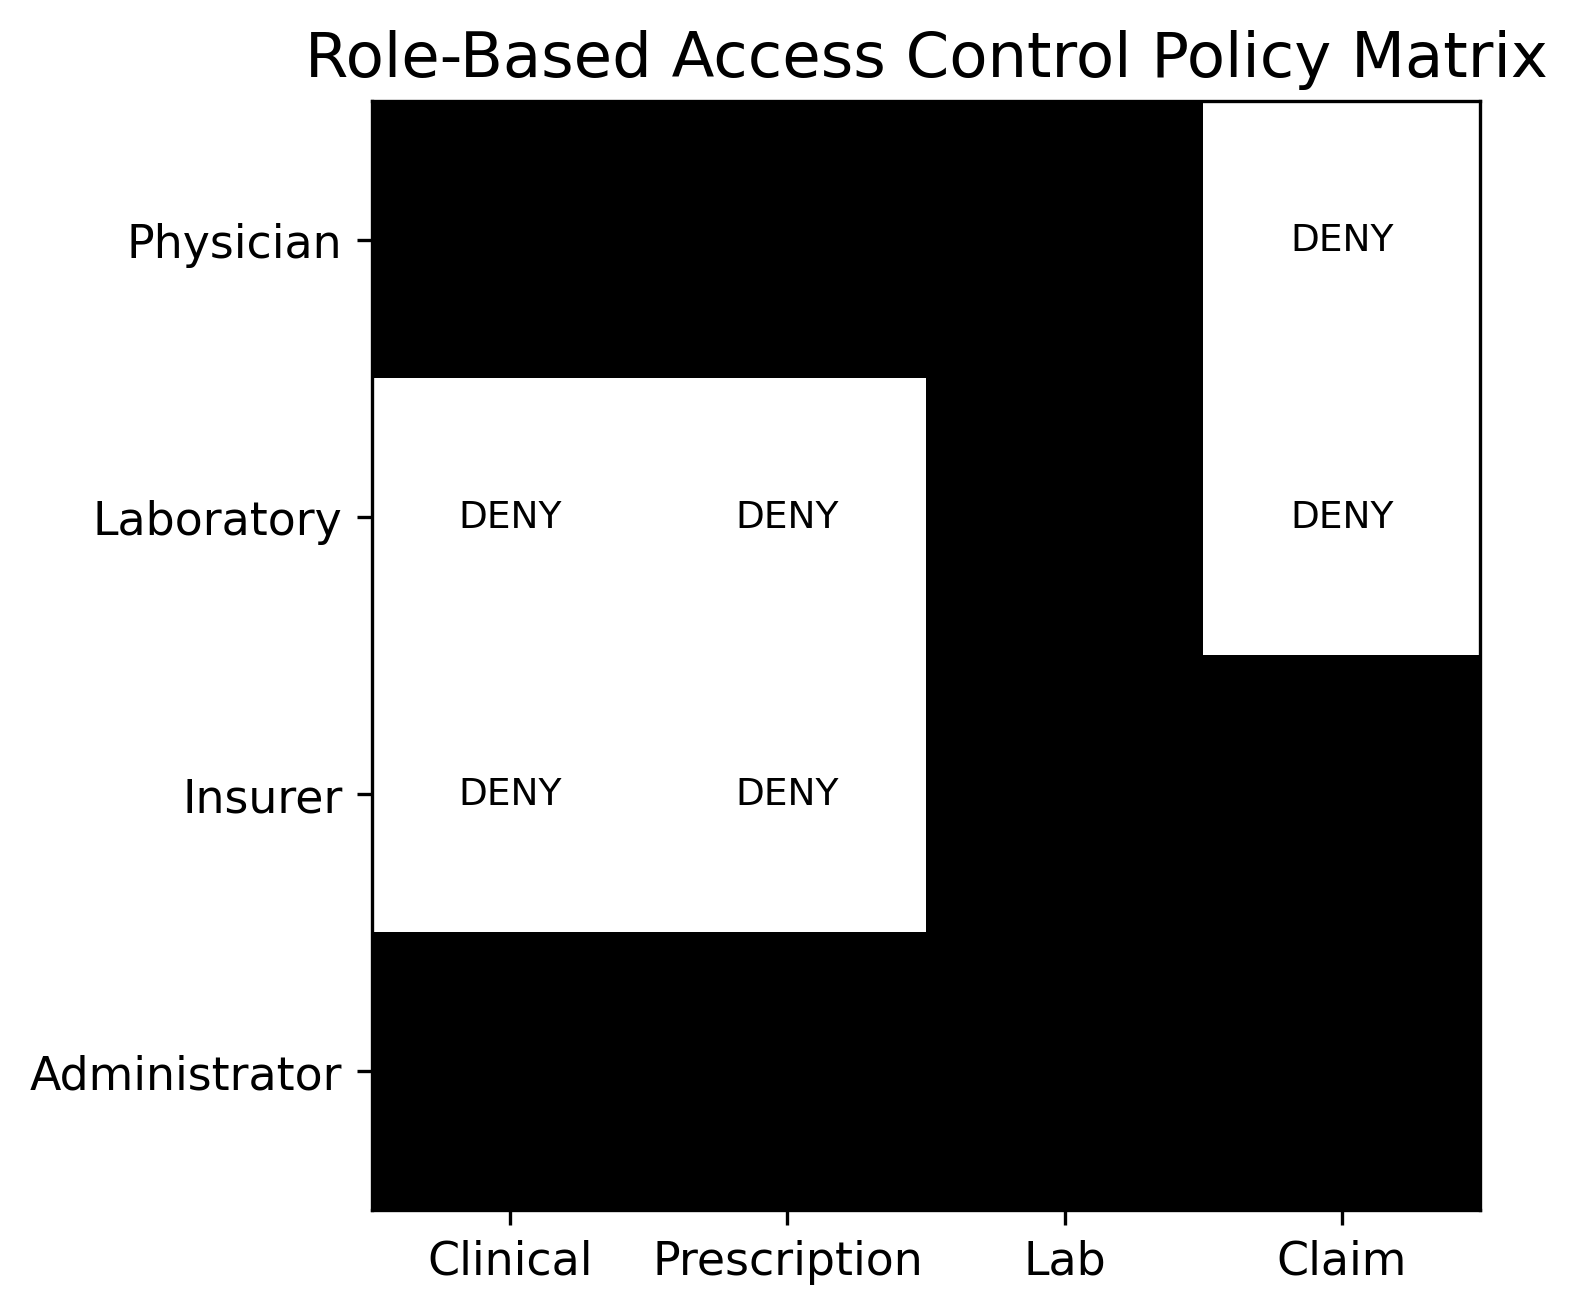 Role-Based Access Control Policy Matrix
Physician
DENY
Laboratory
DENY DENY DENY
Insurer
DENY DENY
Administrator
Clinical Prescription Lab Claim